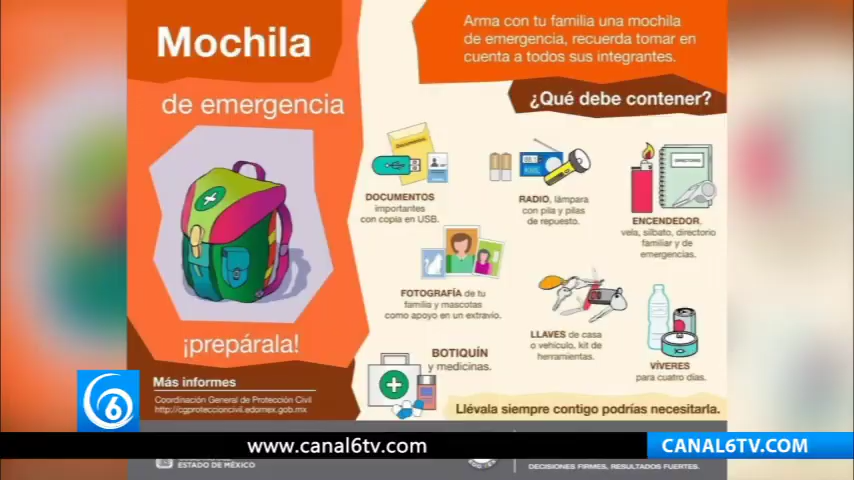 Mochila
de emergencia
¡prepárala!
Más informes
Coordinación General de Protección Civil
http://cgproteccioncivil.edomex.gob.mx
Arma con tu familia una mochila
de emergencia, recuerda tomar en
cuenta a todos sus integrantes.
¿Qué debe contener?
DOCUMENTOS
importantes
con copia en USB.
RADIO, lámpara
con pila y pilas
de repuesto.
DIRECTORIO
ENCENDEDOR,
vela, silbato, directorio
familiar y de
emergencias.
FOTOGRAFÍA de tu
familia y mascotas
como apoyo en un extravío.
LLAVES de casa
o vehículo, kit de
herramientas.
BOTIQUÍN
y medicinas.
VÍVERES
para cuatro días.
Llévala siempre contigo podrías necesitarla.
6
www.canal6tv.com
CANAL6TV.COM
ESTADO DE MÉXICO
DECISIONES FIRMES, RESULTADOS FUERTES.